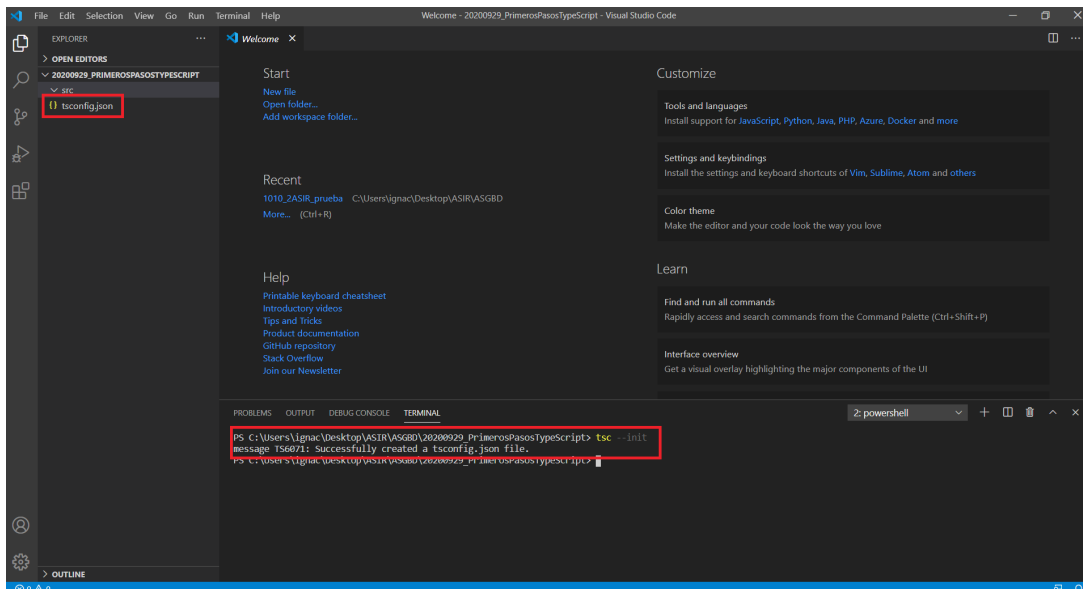 File Edit Selection View Go Run Terminal Help
Welcome - 20200929_PrimerosPasosTypeScript - Visual Studio Code
EXPLORER
OPEN EDITORS
20200929_PRIMEROSPASOSTYPESCRIPT
src
{} tsconfig.json
OUTLINE
Welcome
Start
New file
Open folder...
Add workspace folder...
Recent
1010_2ASIR_prueba C:\Users\ignac\Desktop\ASIR\ASGBD
More... (Ctrl+R)
Help
Printable keyboard cheatsheet
Introductory videos
Tips and Tricks
Product documentation
GitHub repository
Stack Overflow
Join our Newsletter
Customize
Tools and languages
Install support for JavaScript, Python, Java, PHP, Azure, Docker and more
Settings and keybindings
Install the settings and keyboard shortcuts of Vim, Sublime, Atom and others
Color theme
Make the editor and your code look the way you love
Learn
Find and run all commands
Rapidly access and search commands from the Command Palette (Ctrl+Shift+P)
Interface overview
Get a visual overlay highlighting the major components of the UI
PROBLEMS OUTPUT DEBUG CONSOLE TERMINAL
2: powershell
PS C:\Users\ignac\Desktop\ASIR\ASGBD\20200929_PrimerosPasosTypeScript> tsc --init
message TS6071: Successfully created a tsconfig.json file.
PS C:\Users\ignac\Desktop\ASIR\ASGBD\20200929_PrimerosPasosTypeScript>